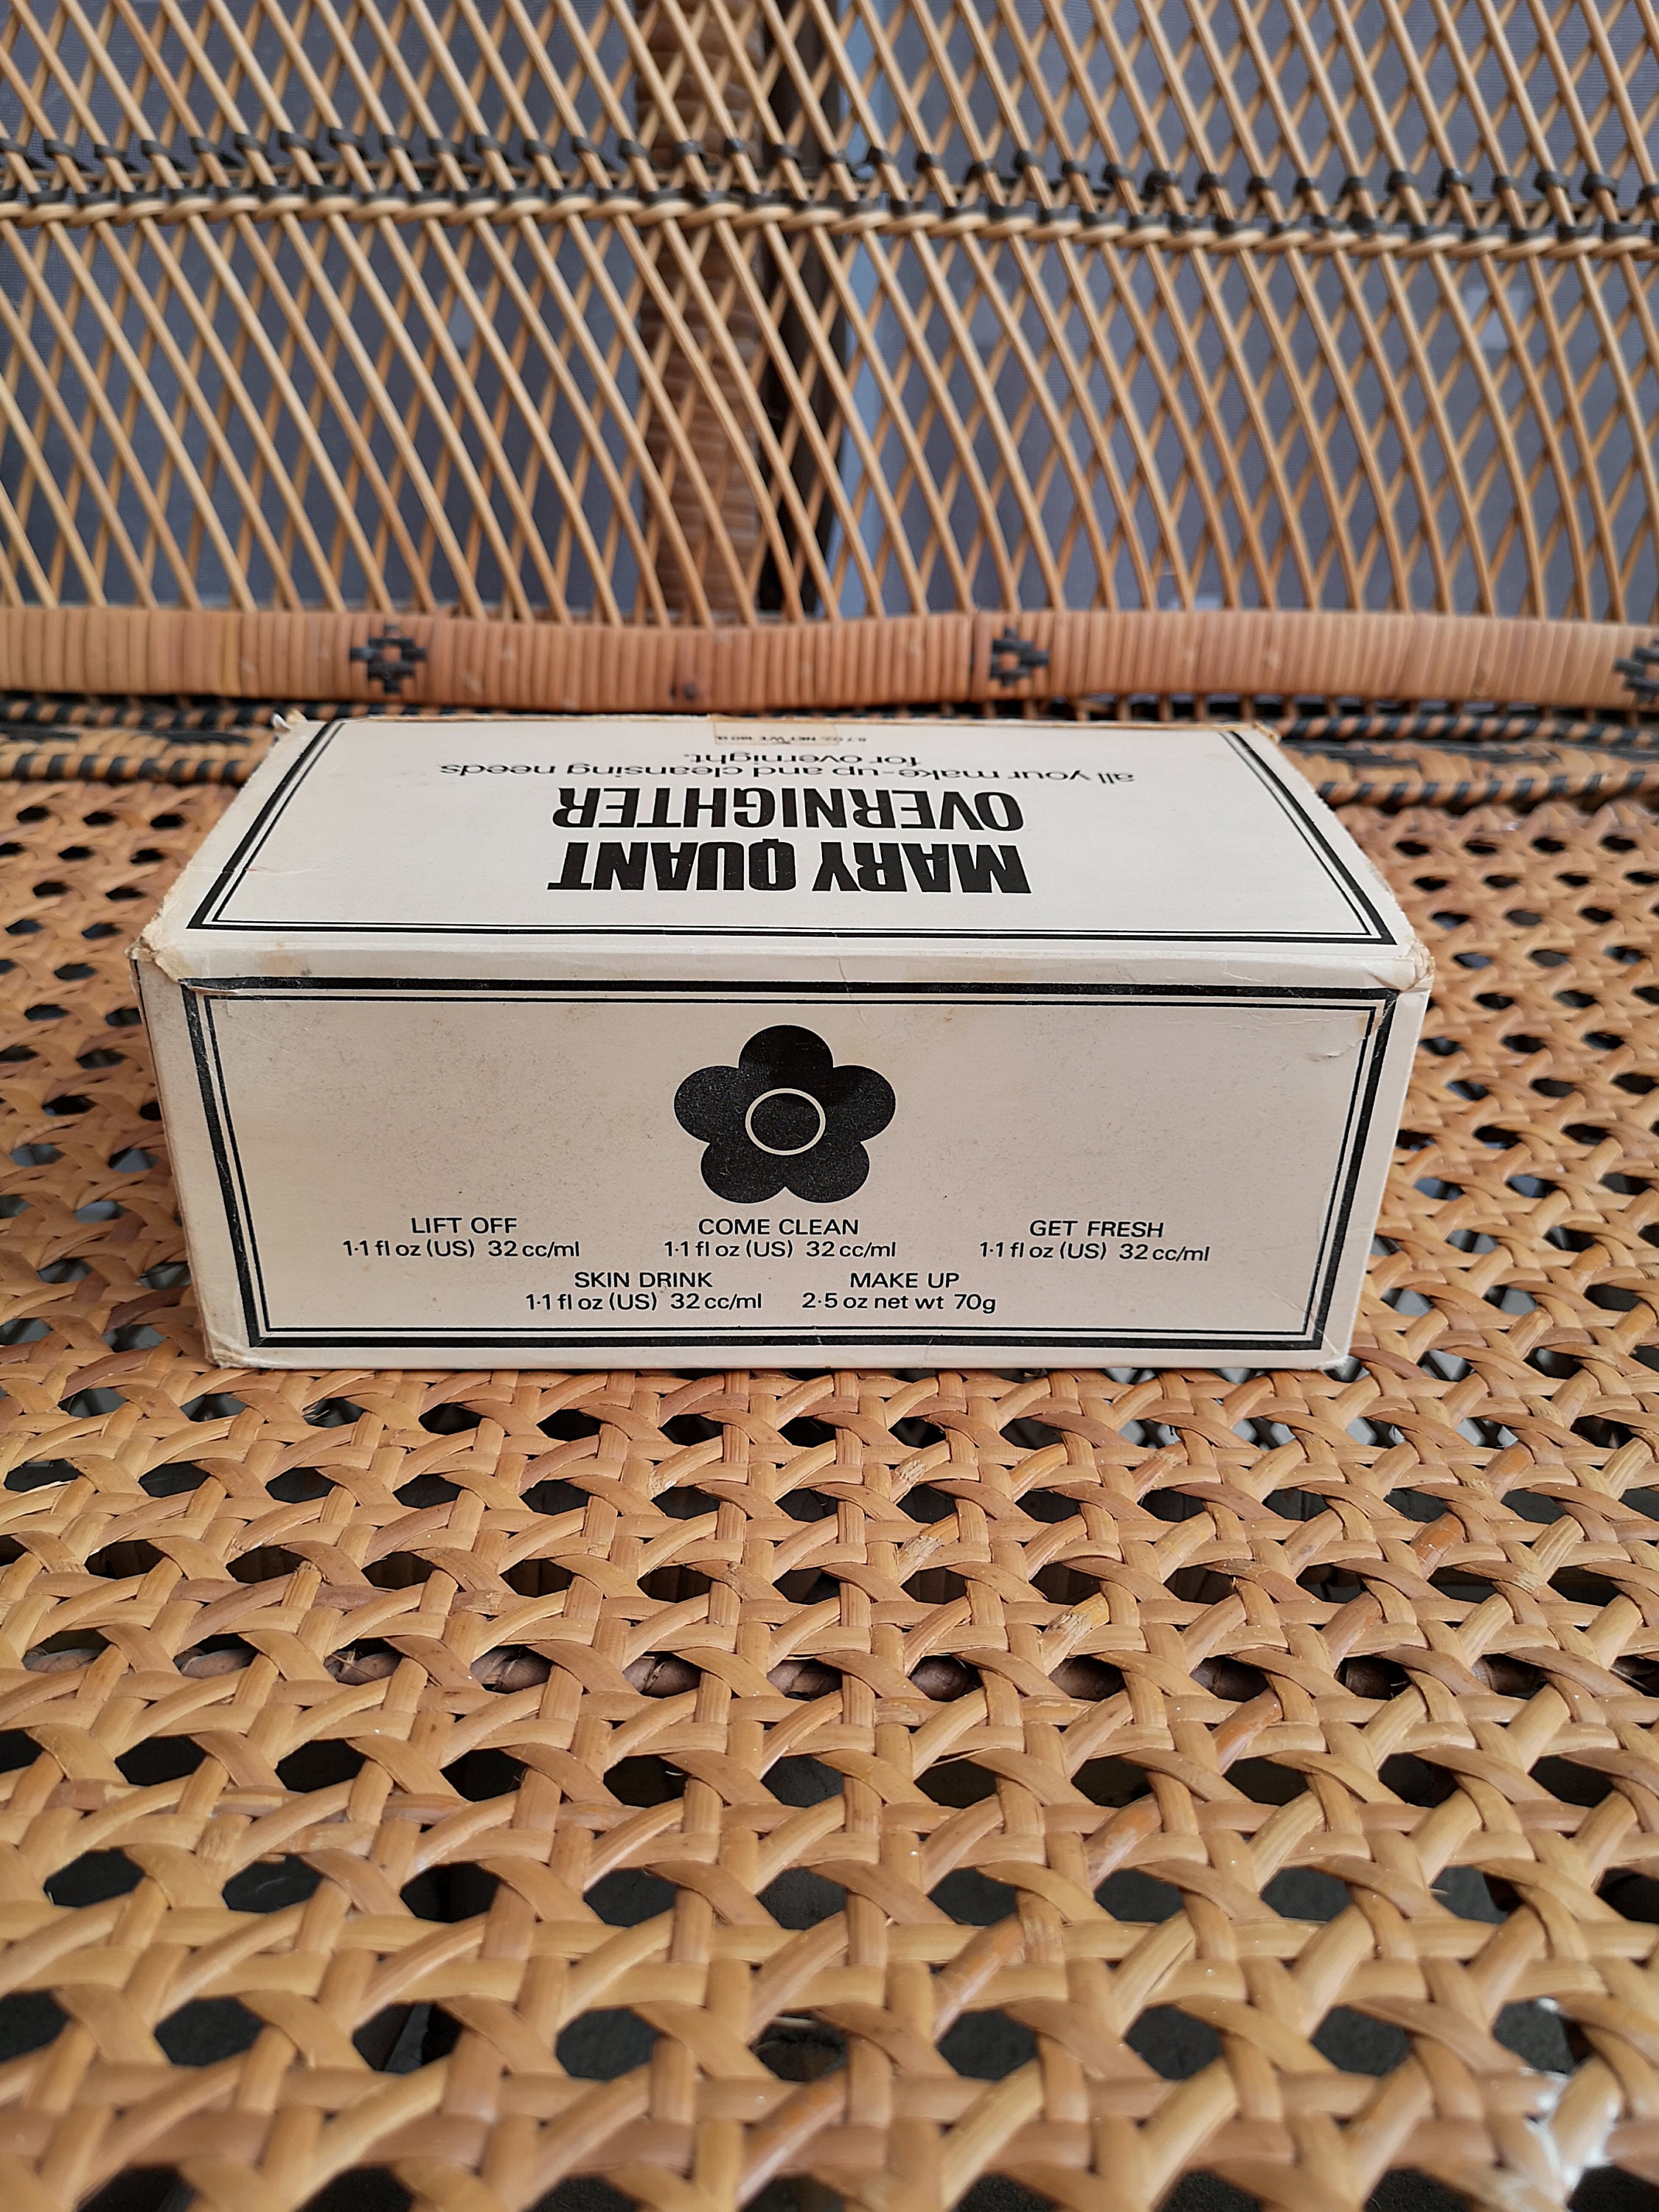 MARY QUANT
OVERNIGHTER
all your make-up and cleansing needs
for overnight.
NET WT
LIFT OFF
1·1 fl oz (US) 32 cc/ml
COME CLEAN
1·1 fl oz (US) 32 cc/ml
GET FRESH
1·1 fl oz (US) 32 cc/ml
SKIN DRINK
1·1 fl oz (US) 32 cc/ml
MAKE UP
2·5 oz net wt 70g